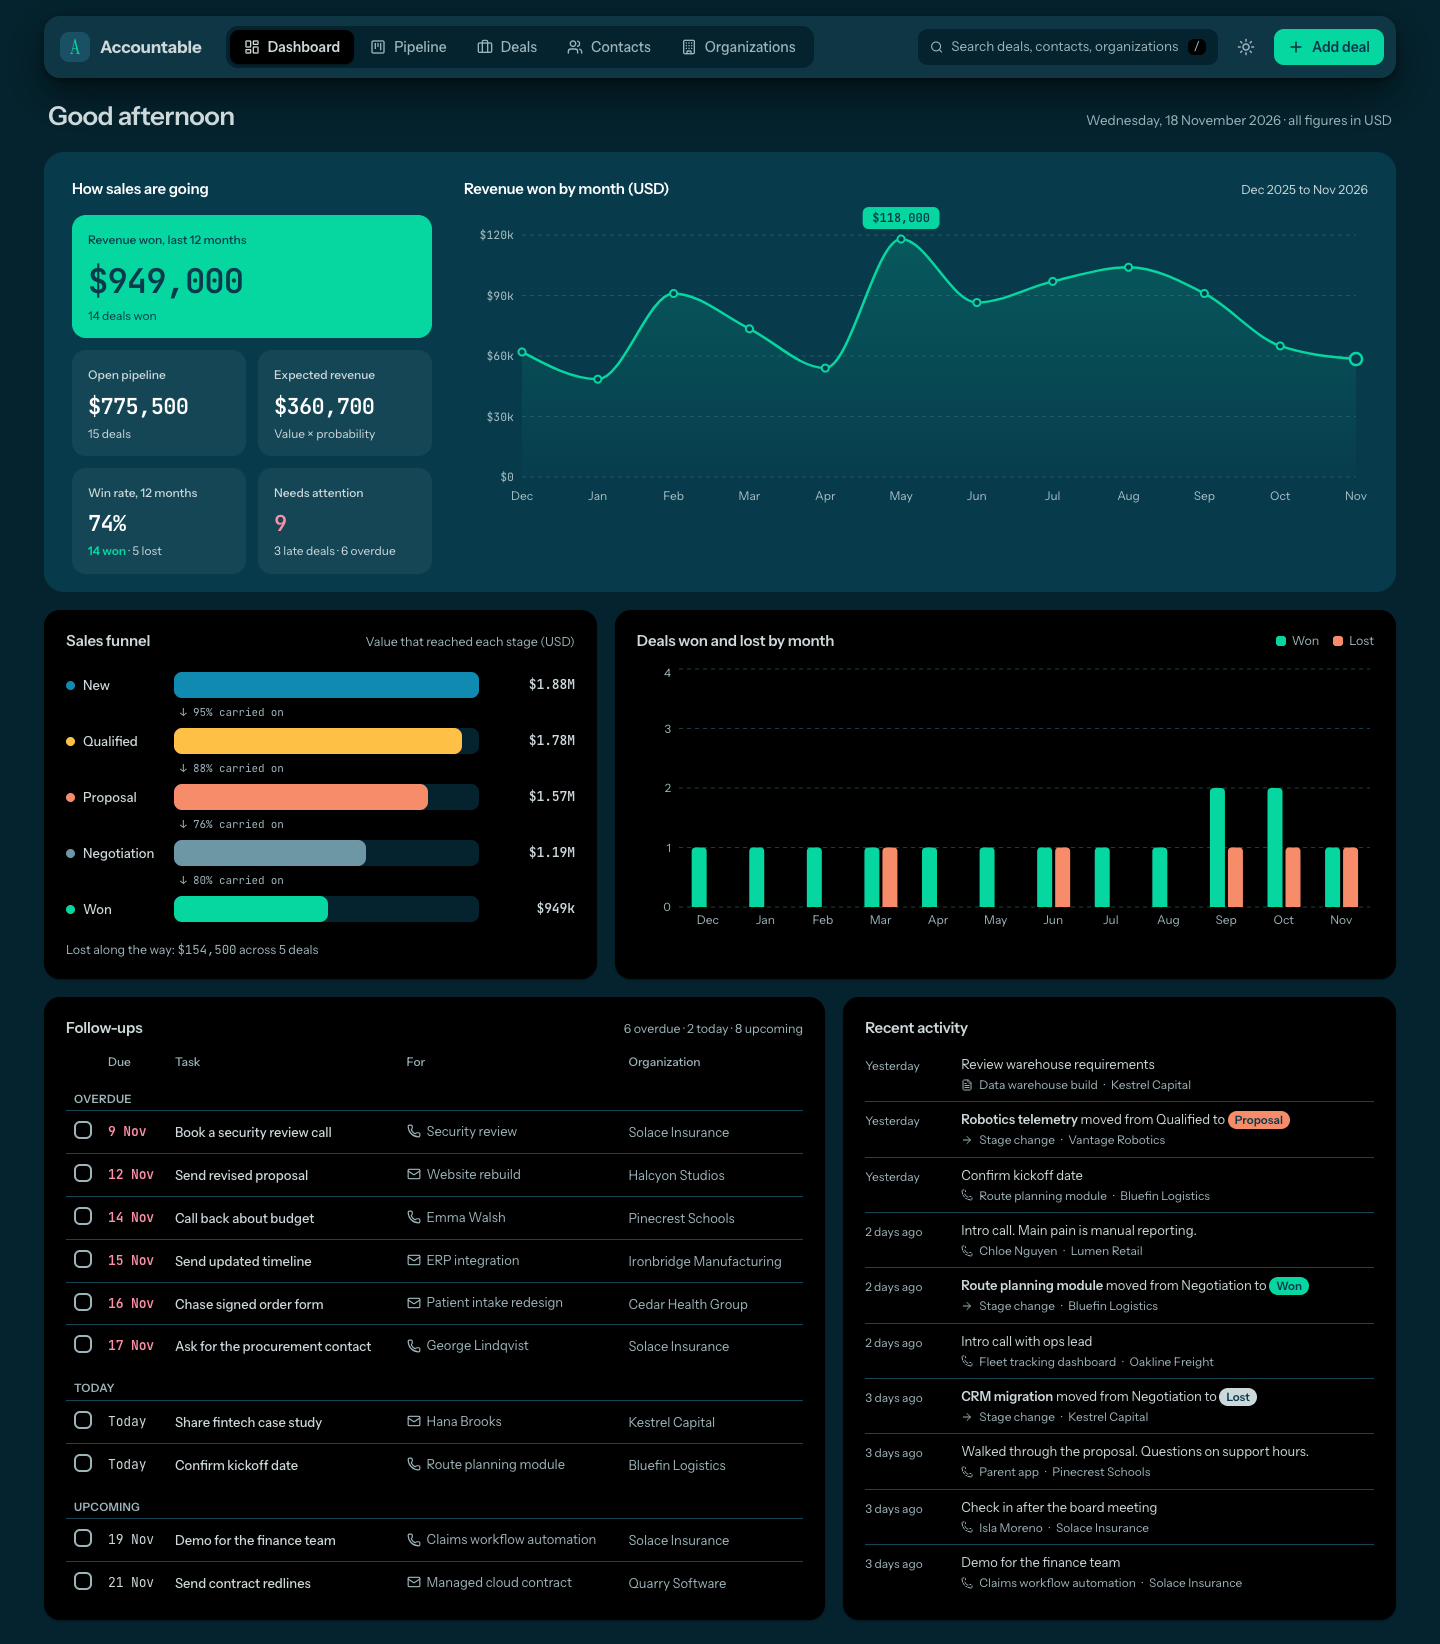 A Accountable Dashboard Pipeline Deals Contacts Organizations Search deals, contacts, organizations / Add deal
Good afternoon
Wednesday, 18 November 2026 · all figures in USD
How sales are going
Revenue won, last 12 months
$949,000
14 deals won
Open pipeline
$775,500
15 deals
Expected revenue
$360,700
Value × probability
Win rate, 12 months
74%
14 won · 5 lost
Needs attention
9
3 late deals · 6 overdue
Revenue won by month (USD)
Dec 2025 to Nov 2026
$118,000
$120k
$90k
$60k
$30k
$0
Dec Jan Feb Mar Apr May Jun Jul Aug Sep Oct Nov
Sales funnel
Value that reached each stage (USD)
New $1.88M
↓ 95% carried on
Qualified $1.78M
↓ 88% carried on
Proposal $1.57M
↓ 76% carried on
Negotiation $1.19M
↓ 80% carried on
Won $949k
Lost along the way: $154,500 across 5 deals
Deals won and lost by month
Won Lost
4
3
2
1
0
Dec Jan Feb Mar Apr May Jun Jul Aug Sep Oct Nov
Follow-ups
6 overdue · 2 today · 8 upcoming
Due Task For Organization
OVERDUE
9 Nov Book a security review call Security review Solace Insurance
12 Nov Send revised proposal Website rebuild Halcyon Studios
14 Nov Call back about budget Emma Walsh Pinecrest Schools
15 Nov Send updated timeline ERP integration Ironbridge Manufacturing
16 Nov Chase signed order form Patient intake redesign Cedar Health Group
17 Nov Ask for the procurement contact George Lindqvist Solace Insurance
TODAY
Today Share fintech case study Hana Brooks Kestrel Capital
Today Confirm kickoff date Route planning module Bluefin Logistics
UPCOMING
19 Nov Demo for the finance team Claims workflow automation Solace Insurance
21 Nov Send contract redlines Managed cloud contract Quarry Software
Recent activity
Yesterday Review warehouse requirements
Data warehouse build · Kestrel Capital
Yesterday Robotics telemetry moved from Qualified to Proposal
→ Stage change · Vantage Robotics
Yesterday Confirm kickoff date
Route planning module · Bluefin Logistics
2 days ago Intro call. Main pain is manual reporting.
Chloe Nguyen · Lumen Retail
2 days ago Route planning module moved from Negotiation to Won
→ Stage change · Bluefin Logistics
2 days ago Intro call with ops lead
Fleet tracking dashboard · Oakline Freight
3 days ago CRM migration moved from Negotiation to Lost
→ Stage change · Kestrel Capital
3 days ago Walked through the proposal. Questions on support hours.
Parent app · Pinecrest Schools
3 days ago Check in after the board meeting
Isla Moreno · Solace Insurance
3 days ago Demo for the finance team
Claims workflow automation · Solace Insurance